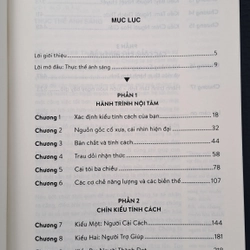 MỤC LỤC
Lời giới thiệu 5
Lời mở đầu: Thực thể ánh sáng 9
PHẦN 1
HÀNH TRÌNH NỘI TÂM
Chương 1 Xác định kiểu tính cách của bạn 18
Chương 2 Nguồn gốc cổ xưa, cái nhìn hiện đại 32
Chương 3 Bản chất và tính cách 44
Chương 4 Trau dồi nhận thức 58
Chương 5 Cái tôi ba chiều 78
Chương 6 Các cơ chế năng lượng và các biến thể 107
PHẦN 2
CHÍN KIỂU TÍNH CÁCH
Chương 7 Kiểu Một: Người Cải Cách 144
Chương 8 Kiểu Hai: Người Trợ Giúp 181